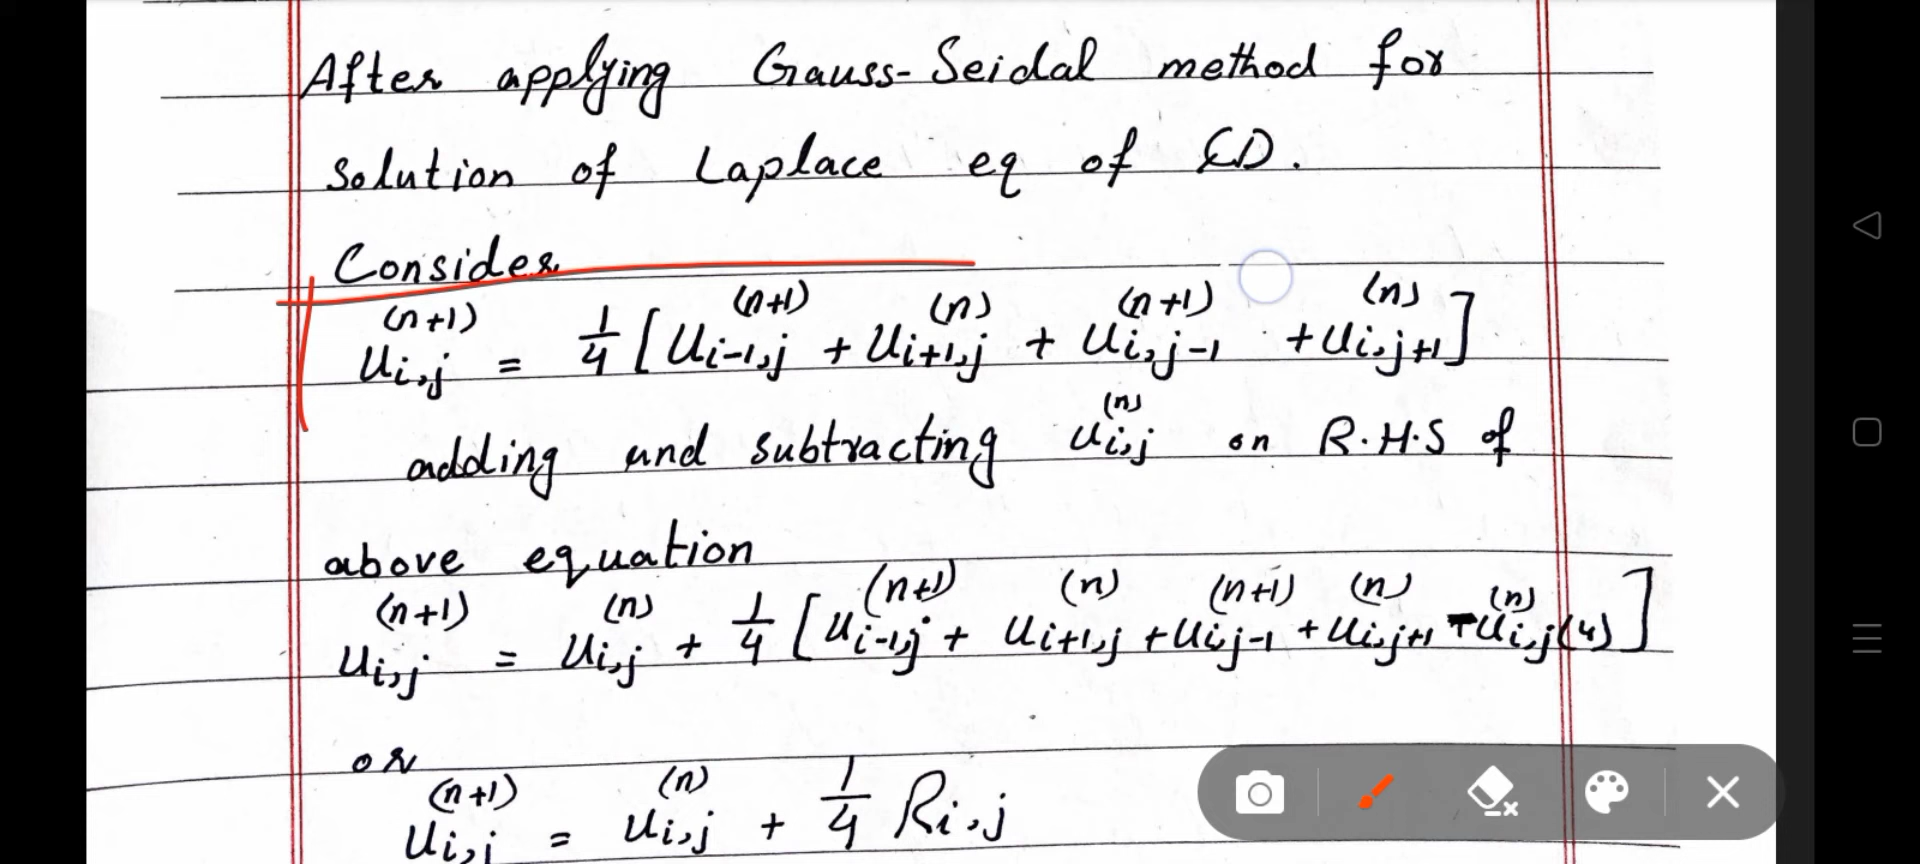 After applying Gauss-Seidal method for
solution of Laplace eq of CD.
Consider
u_{i,j}^{(n+1)} = 1/4 [u_{i-1,j}^{(n+1)} + u_{i+1,j}^{(n)} + u_{i,j-1}^{(n+1)} + u_{i,j+1}^{(n)}]
adding and subtracting u_{i,j}^{(n)} on R.H.S of
above equation
u_{i,j}^{(n+1)} = u_{i,j}^{(n)} + 1/4 [u_{i-1,j}^{(n+1)} + u_{i+1,j}^{(n)} + u_{i,j-1}^{(n+1)} + u_{i,j+1}^{(n)} - u_{i,j}^{(n)}(4)]
or
u_{i,j}^{(n+1)} = u_{i,j}^{(n)} + 1/4 R_{i,j}